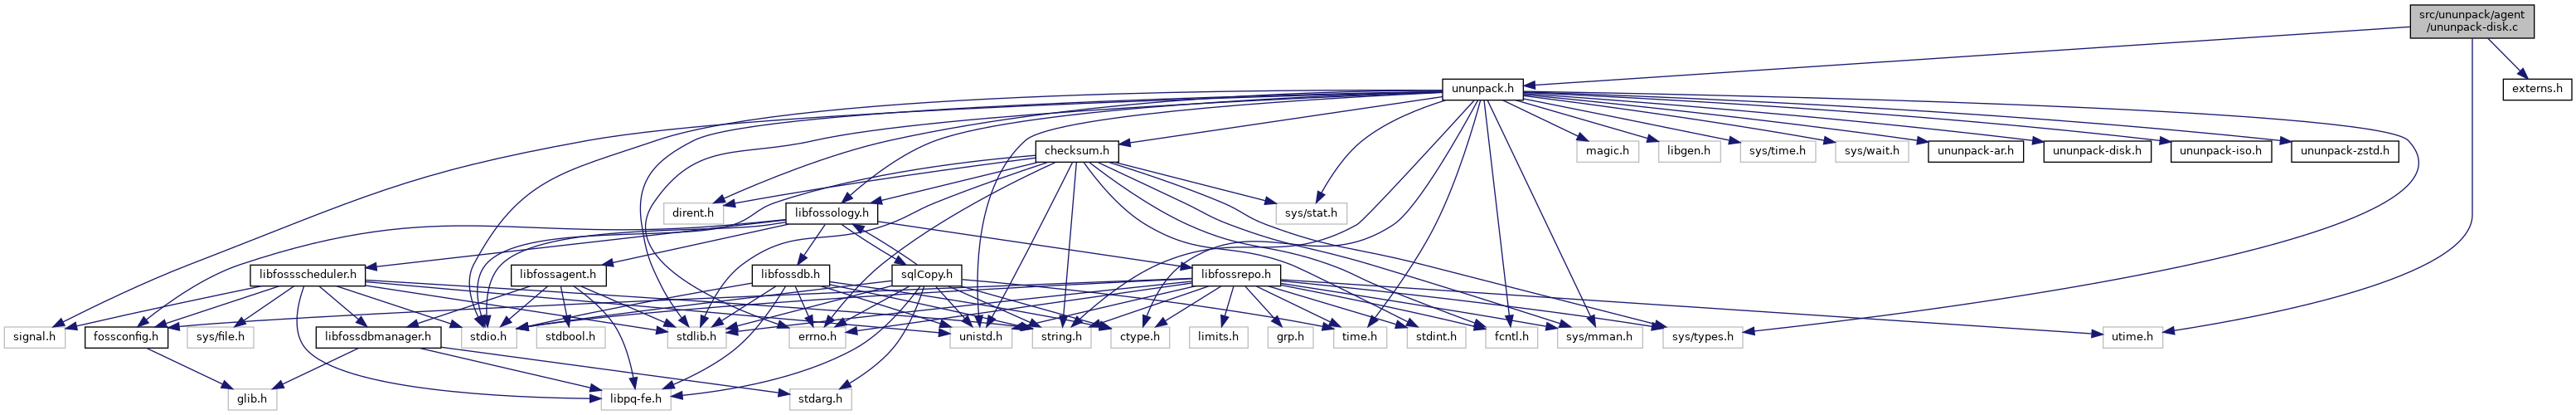 src/ununpack/agent
/ununpack-disk.c
ununpack.h
externs.h
checksum.h
magic.h
libgen.h
sys/time.h
sys/wait.h
ununpack-ar.h
ununpack-disk.h
ununpack-iso.h
ununpack-zstd.h
dirent.h
libfossology.h
sys/stat.h
libfossscheduler.h
libfossagent.h
libfossdb.h
sqlCopy.h
libfossrepo.h
signal.h
fossconfig.h
sys/file.h
libfossdbmanager.h
stdio.h
stdbool.h
stdlib.h
errno.h
unistd.h
string.h
ctype.h
limits.h
grp.h
time.h
stdint.h
fcntl.h
sys/mman.h
sys/types.h
utime.h
glib.h
libpq-fe.h
stdarg.h